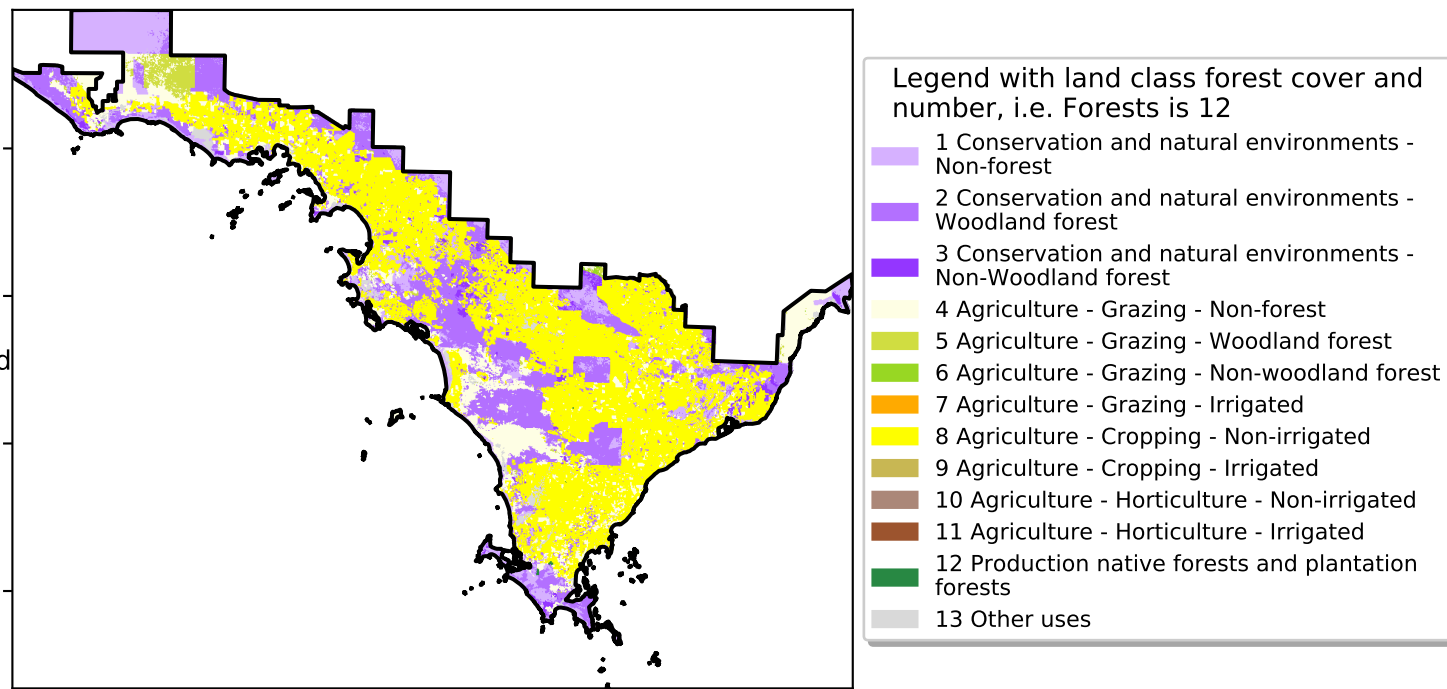 Legend with land class forest cover and
number, i.e. Forests is 12
1 Conservation and natural environments -
Non-forest
2 Conservation and natural environments -
Woodland forest
3 Conservation and natural environments -
Non-Woodland forest
4 Agriculture - Grazing - Non-forest
5 Agriculture - Grazing - Woodland forest
6 Agriculture - Grazing - Non-woodland forest
7 Agriculture - Grazing - Irrigated
8 Agriculture - Cropping - Non-irrigated
9 Agriculture - Cropping - Irrigated
10 Agriculture - Horticulture - Non-irrigated
11 Agriculture - Horticulture - Irrigated
12 Production native forests and plantation
forests
13 Other uses